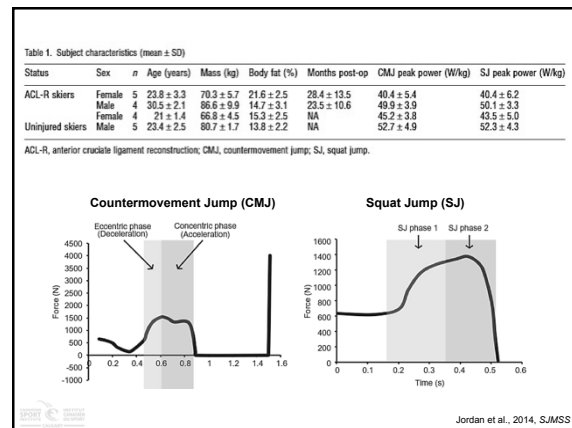 Table 1. Subject characteristics (mean ± SD)
Status Sex n Age (years) Mass (kg) Body fat (%) Months post-op CMJ peak power (W/kg) SJ peak power (W/kg)
ACL-R skiers Female 5 23.8 ± 3.3 70.3 ± 5.7 21.6 ± 2.5 28.4 ± 13.5 40.4 ± 5.4 40.4 ± 6.2
Male 4 30.5 ± 2.1 86.6 ± 9.9 14.7 ± 3.1 23.5 ± 10.6 49.9 ± 3.9 50.1 ± 3.3
Female 4 21 ± 1.4 66.8 ± 4.5 15.3 ± 2.5 NA 45.2 ± 3.8 43.5 ± 5.0
Uninjured skiers Male 5 23.4 ± 2.5 80.7 ± 1.7 13.8 ± 2.2 NA 52.7 ± 4.9 52.3 ± 4.3
ACL-R, anterior cruciate ligament reconstruction; CMJ, countermovement jump; SJ, squat jump.
Countermovement Jump (CMJ)
Eccentric phase
(Deceleration)
Concentric phase
(Acceleration)
Force (N)
4500
4000
3500
3000
2500
2000
1500
1000
500
0
-500
-1000
0 0.2 0.4 0.6 0.8 1 1.2 1.4 1.6
Squat Jump (SJ)
SJ phase 1 SJ phase 2
Force (N)
1600
1400
1200
1000
800
600
400
200
0
0 0.1 0.2 0.3 0.4 0.5 0.6
Time (s)
SPORT
Jordan et al., 2014, SJMSS